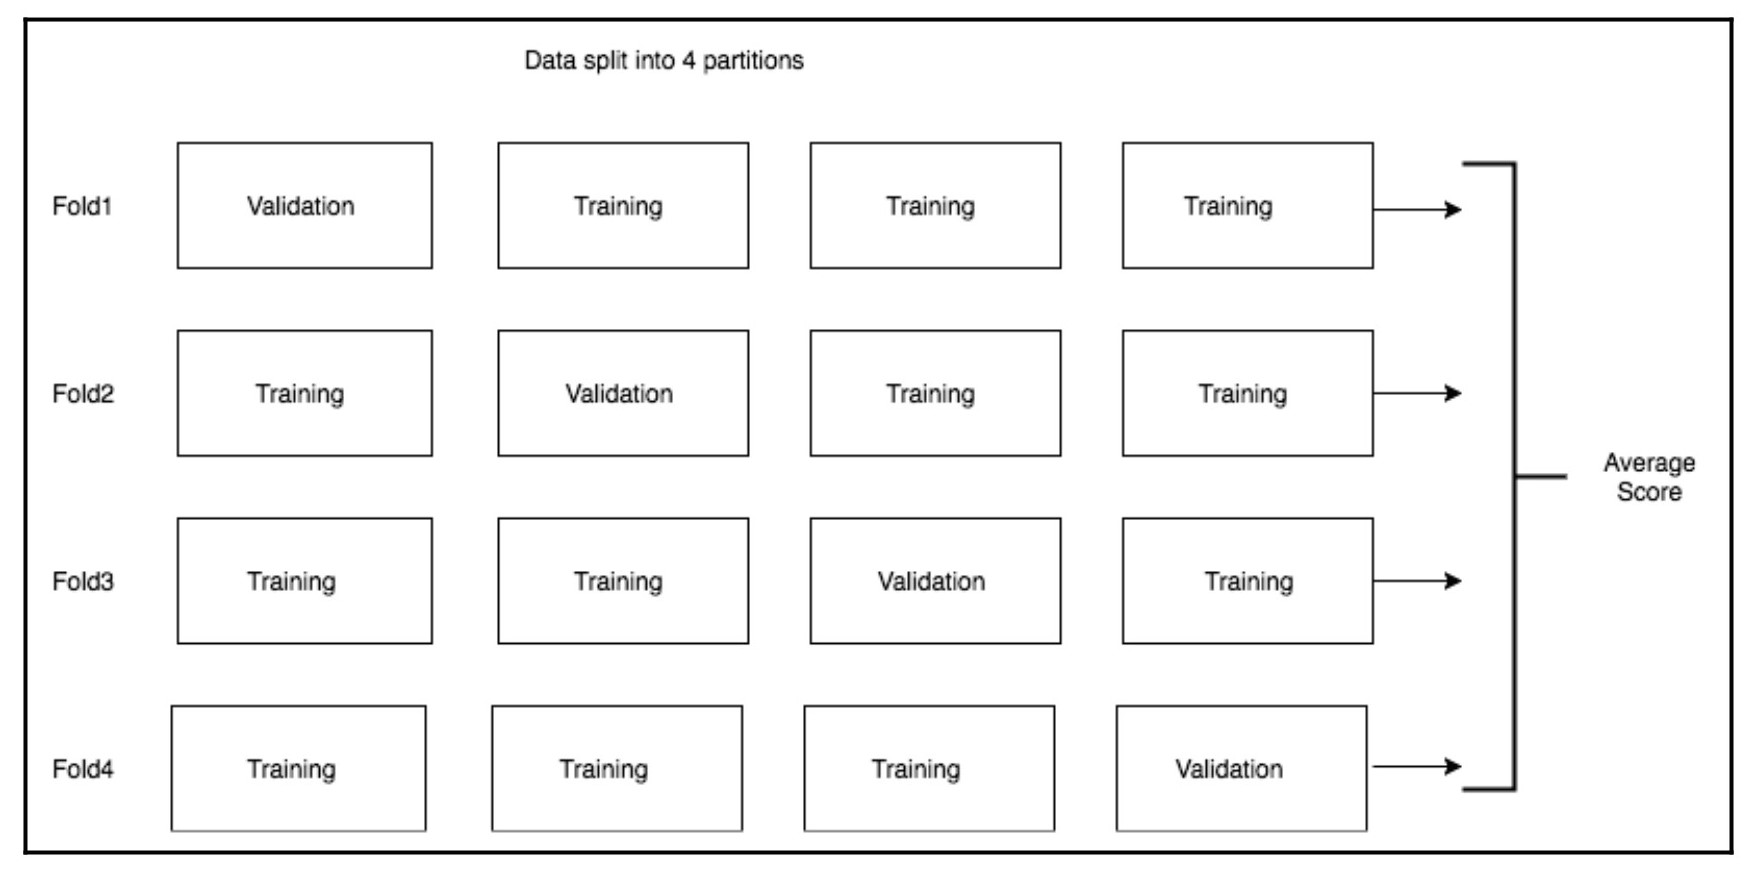 Data split into 4 partitions
Fold1 Validation Training Training Training
Fold2 Training Validation Training Training
Fold3 Training Training Validation Training
Fold4 Training Training Training Validation
Average
Score